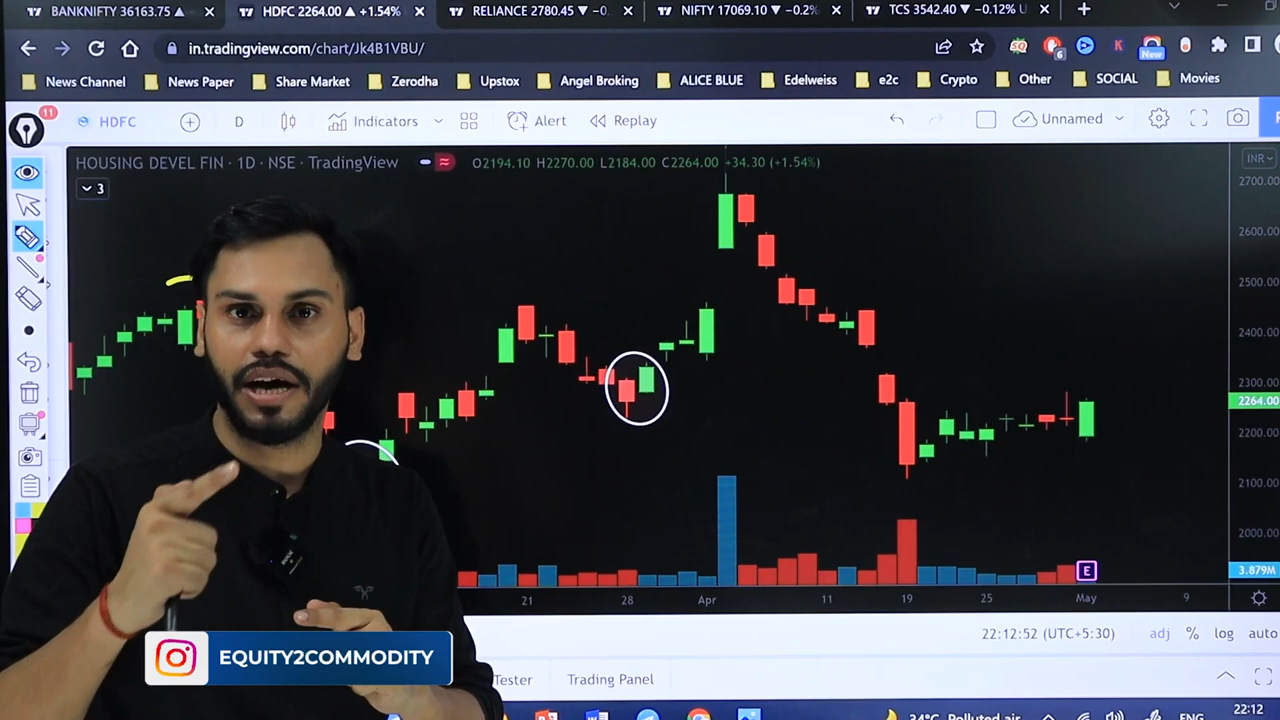 BANKNIFTY 36163.75 ▲
HDFC 2264.00 ▲ +1.54%
RELIANCE 2780.45 ▼ −0.
NIFTY 17069.10 ▼ −0.2%
TCS 3542.40 ▼ −0.12% U
in.tradingview.com/chart/Jk4B1VBU/
6
K
New
News Channel
News Paper
Share Market
Zerodha
Upstox
Angel Broking
ALICE BLUE
Edelweiss
e2c
Crypto
Other
SOCIAL
Movies
11
HDFC
D
Indicators
Alert
Replay
Unnamed
HOUSING DEVEL FIN · 1D · NSE · TradingView
O2194.10 H2270.00 L2184.00 C2264.00 +34.30 (+1.54%)
INR
3
2700.00
2600.00
2500.00
2400.00
2300.00
2264.00
2200.00
2100.00
2000.00
3.879M
E
21
28
Apr
11
19
25
May
9
22:12:52 (UTC+5:30)
adj
%
log
auto
EQUITY2COMMODITY
Tester
Trading Panel
34°C Polluted air
ENG
22:12